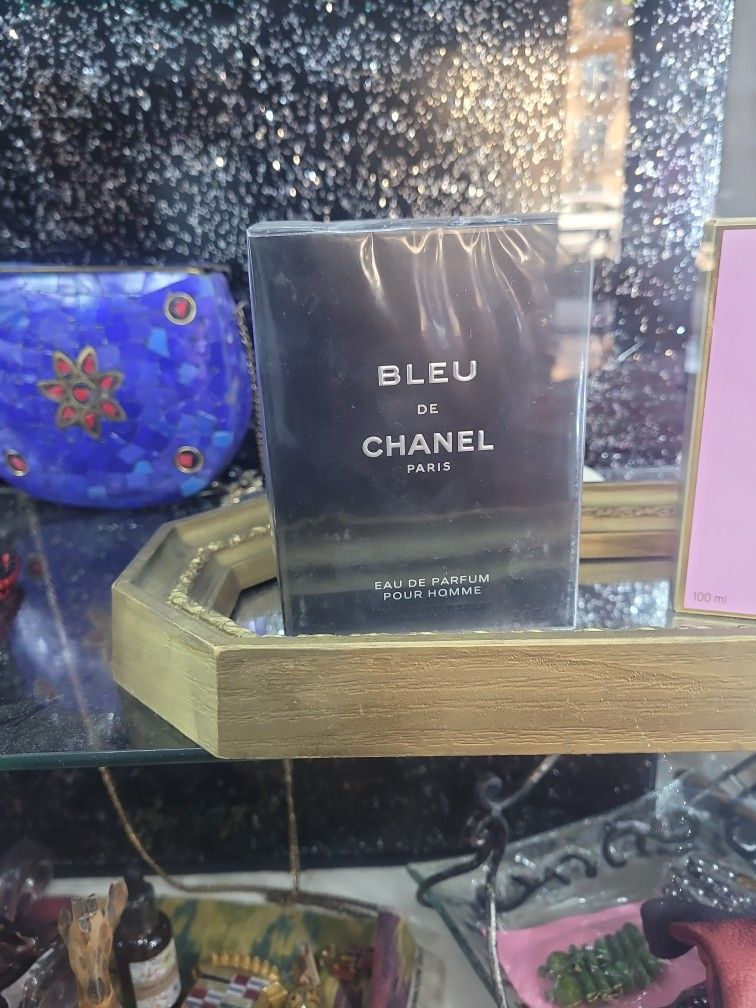 BLEU
DE
CHANEL
PARIS
EAU DE PARFUM
POUR HOMME
100 ml